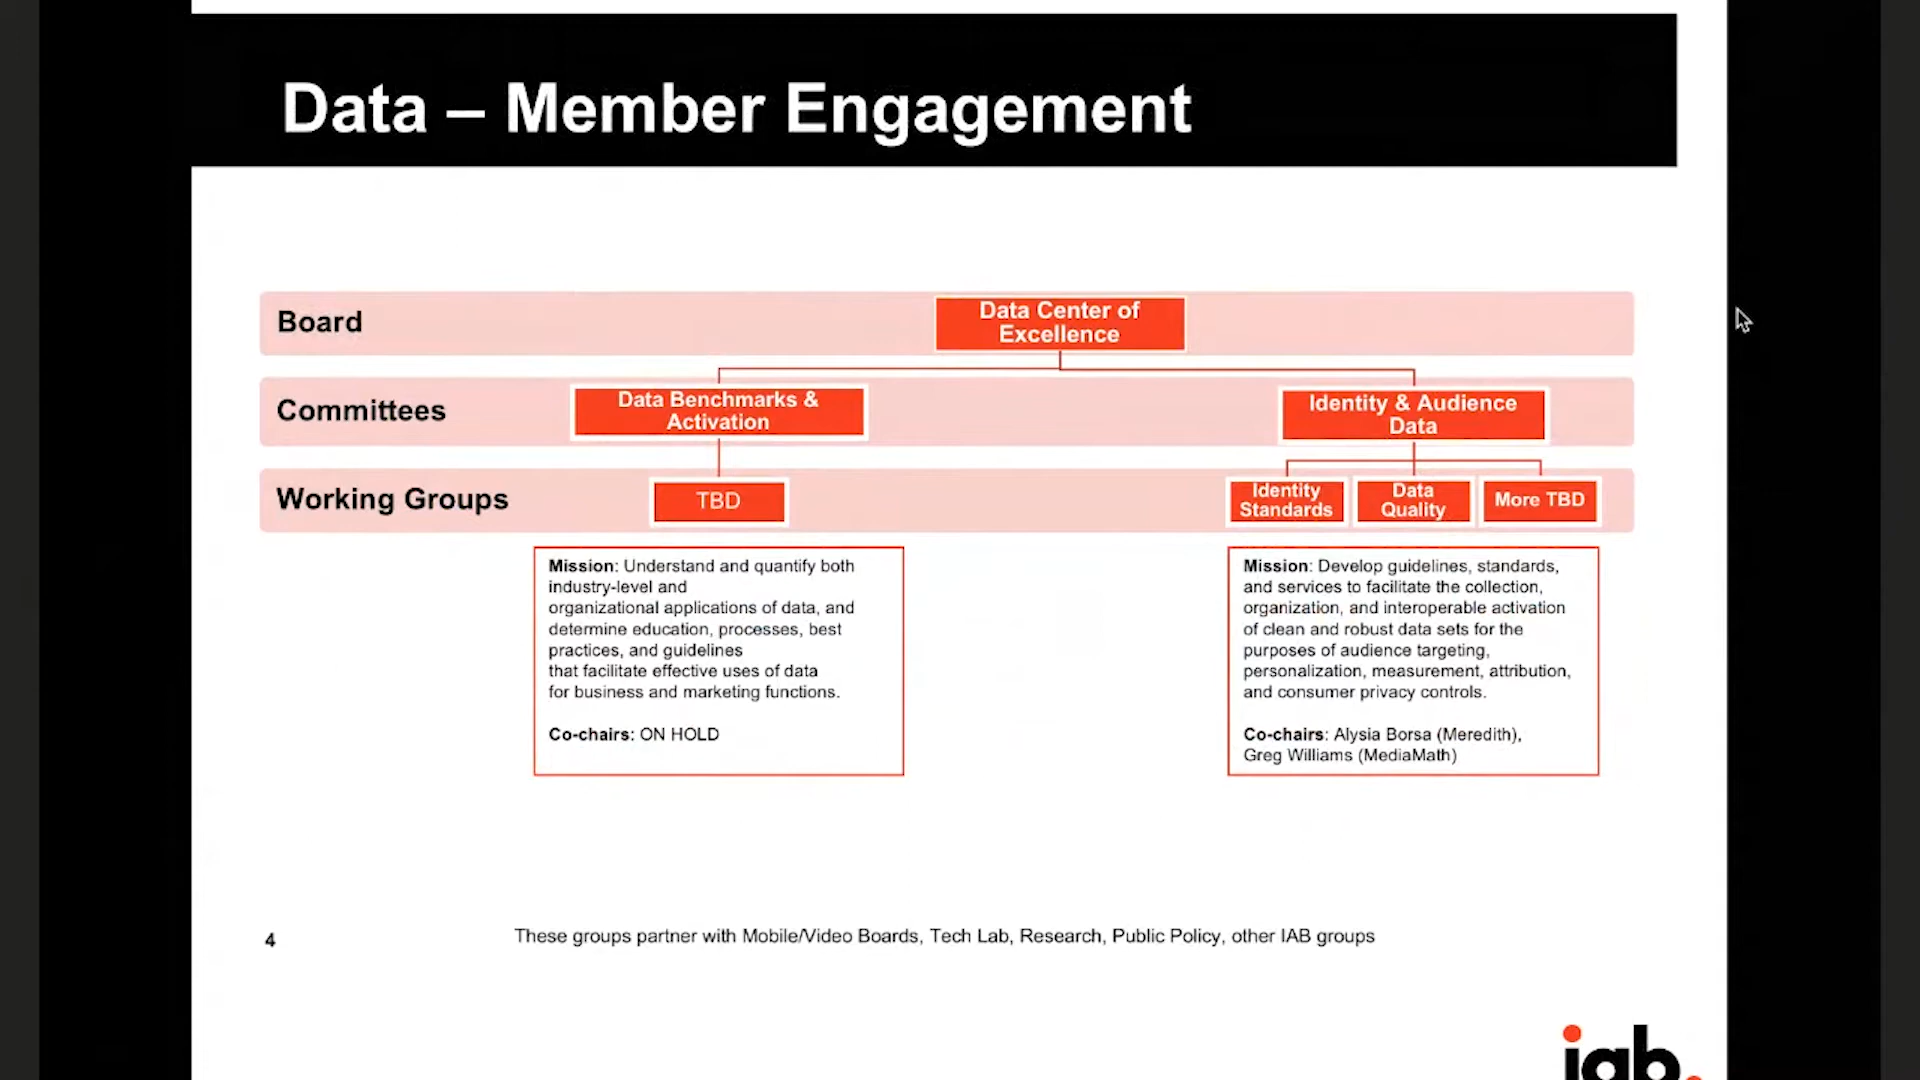 Data – Member Engagement
Board
Data Center of
Excellence
Committees
Data Benchmarks &
Activation
Identity & Audience
Data
Working Groups
TBD
Identity
Standards
Data
Quality
More TBD
Mission: Understand and quantify both
industry-level and
organizational applications of data, and
determine education, processes, best
practices, and guidelines
that facilitate effective uses of data
for business and marketing functions.
Co-chairs: ON HOLD
Mission: Develop guidelines, standards,
and services to facilitate the collection,
organization, and interoperable activation
of clean and robust data sets for the
purposes of audience targeting,
personalization, measurement, attribution,
and consumer privacy controls.
Co-chairs: Alysia Borsa (Meredith),
Greg Williams (MediaMath)
4
These groups partner with Mobile/Video Boards, Tech Lab, Research, Public Policy, other IAB groups
iab.